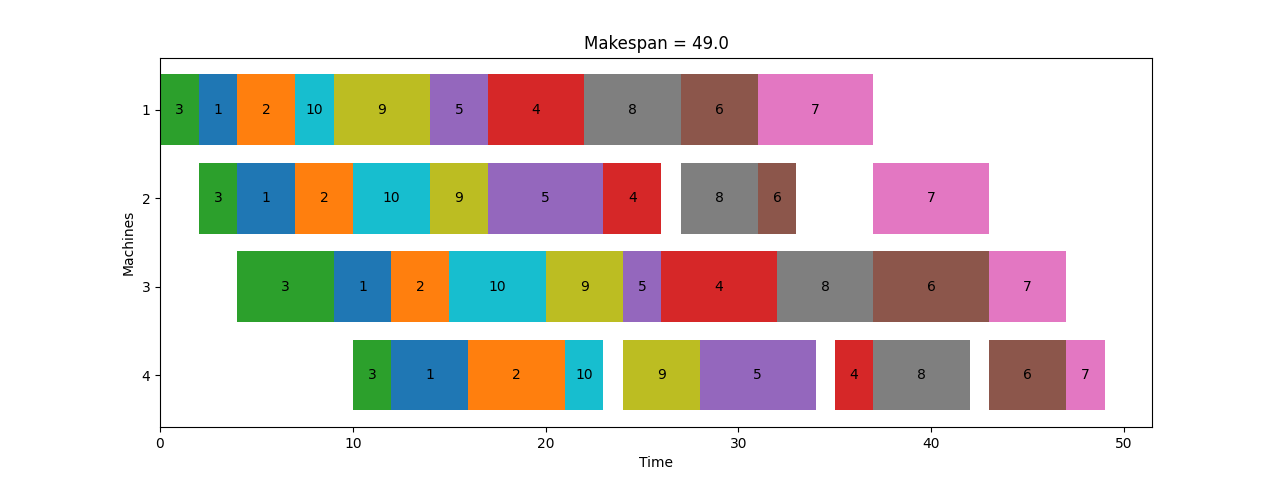 Makespan = 49.0
1 3 1 2 10 9 5 4 8 6 7
2 3 1 2 10 9 5 4 8 6 7
3 3 1 2 10 9 5 4 8 6 7
4 3 1 2 10 9 5 4 8 6 7
Machines
0 10 20 30 40 50
Time